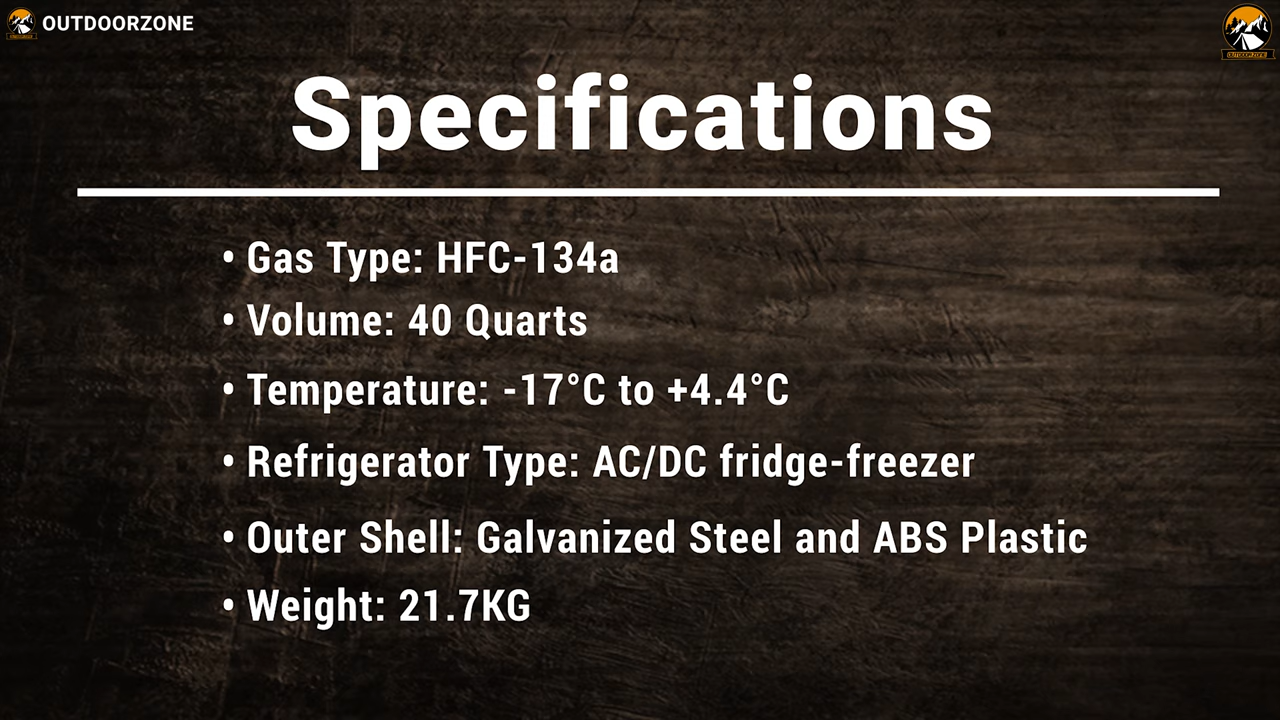 OUTDOORZONE
OUTDOORZONE
Specifications
• Gas Type: HFC-134a
• Volume: 40 Quarts
• Temperature: -17°C to +4.4°C
• Refrigerator Type: AC/DC fridge-freezer
• Outer Shell: Galvanized Steel and ABS Plastic
• Weight: 21.7KG